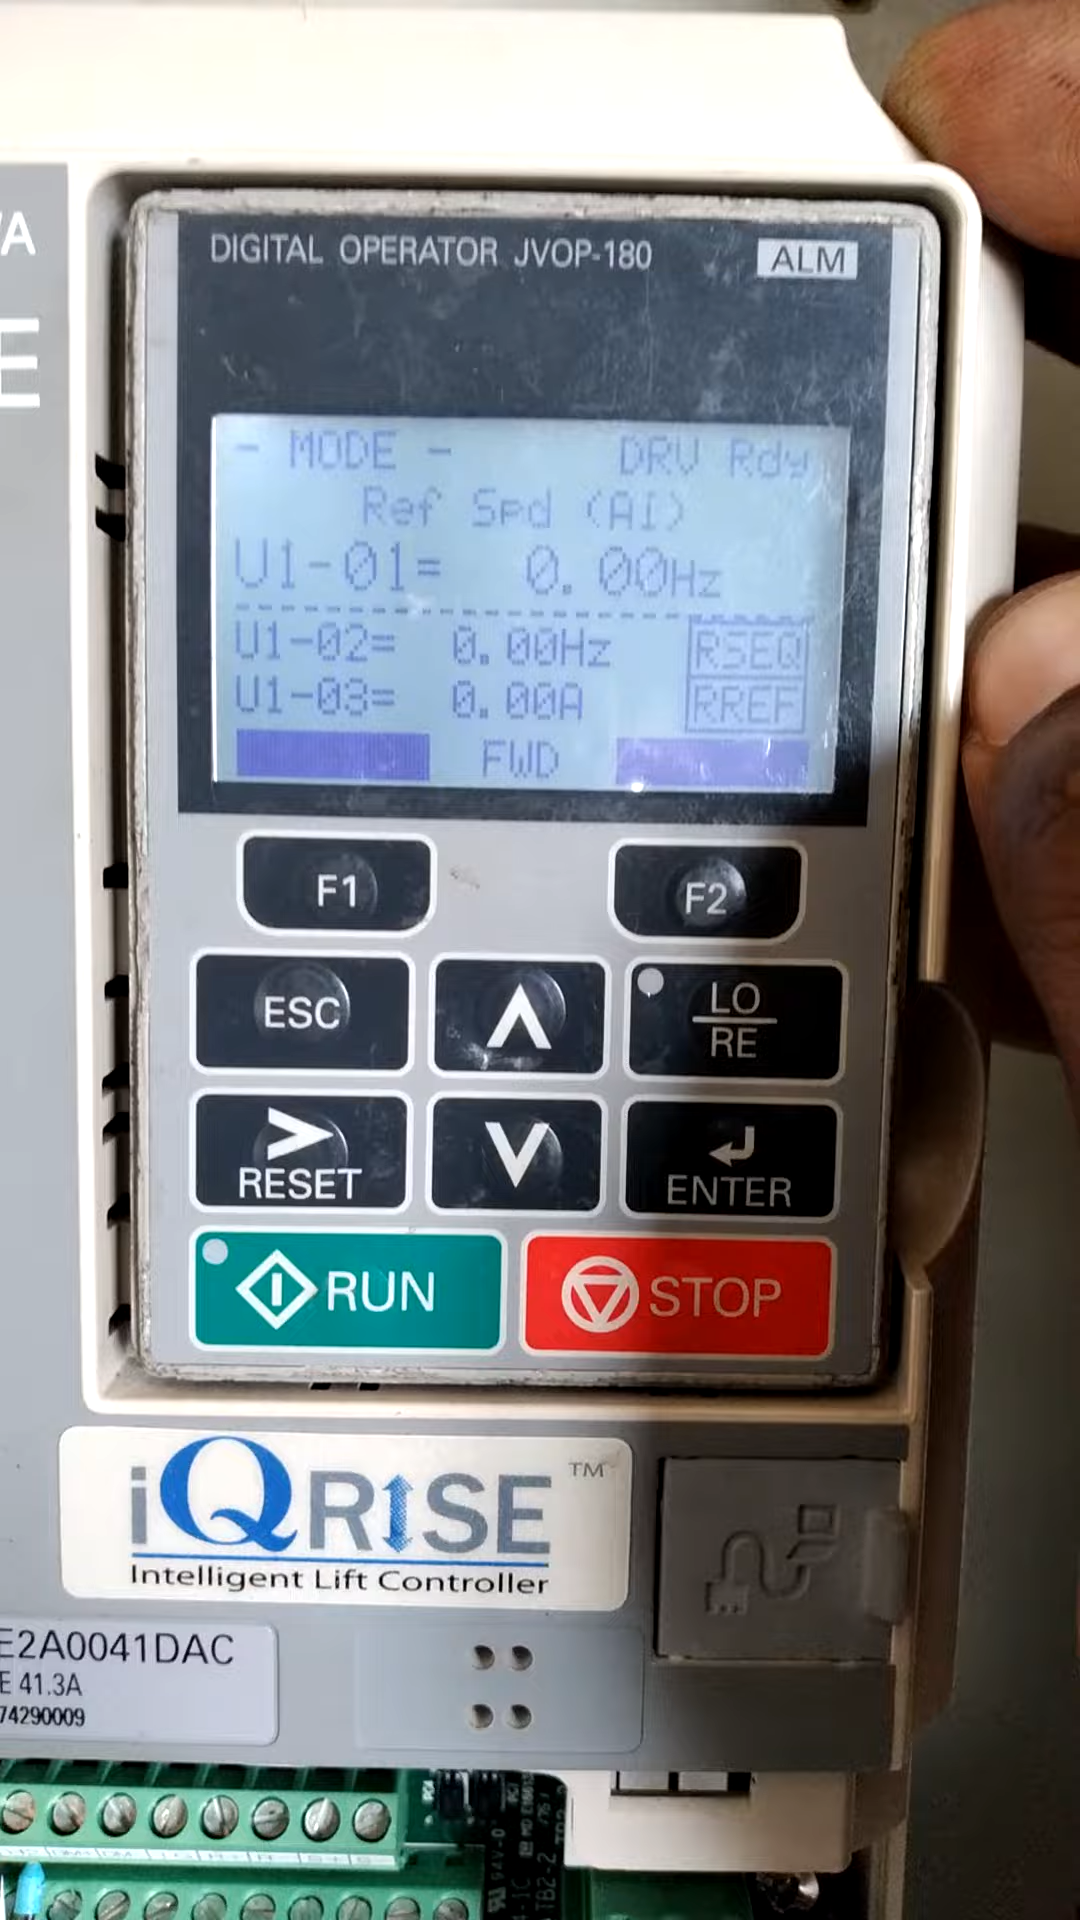 DIGITAL OPERATOR JVOP-180 ALM
- MODE - DRV Rdy
Ref Spd (AI)
U1-01= 0.00Hz
U1-02= 0.00Hz RSEQ
U1-03= 0.00A RREF
FWD
F1 F2
ESC LO
RE
RESET ENTER
RUN STOP
iQRISE TM
Intelligent Lift Controller
E2A0041DAC
E 41.3A
74290009
TB2-2